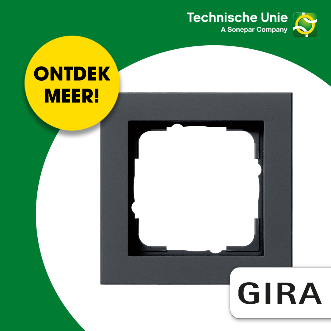 Technische Unie
A Sonepar Company
ONTDEK
MEER!
GIRA